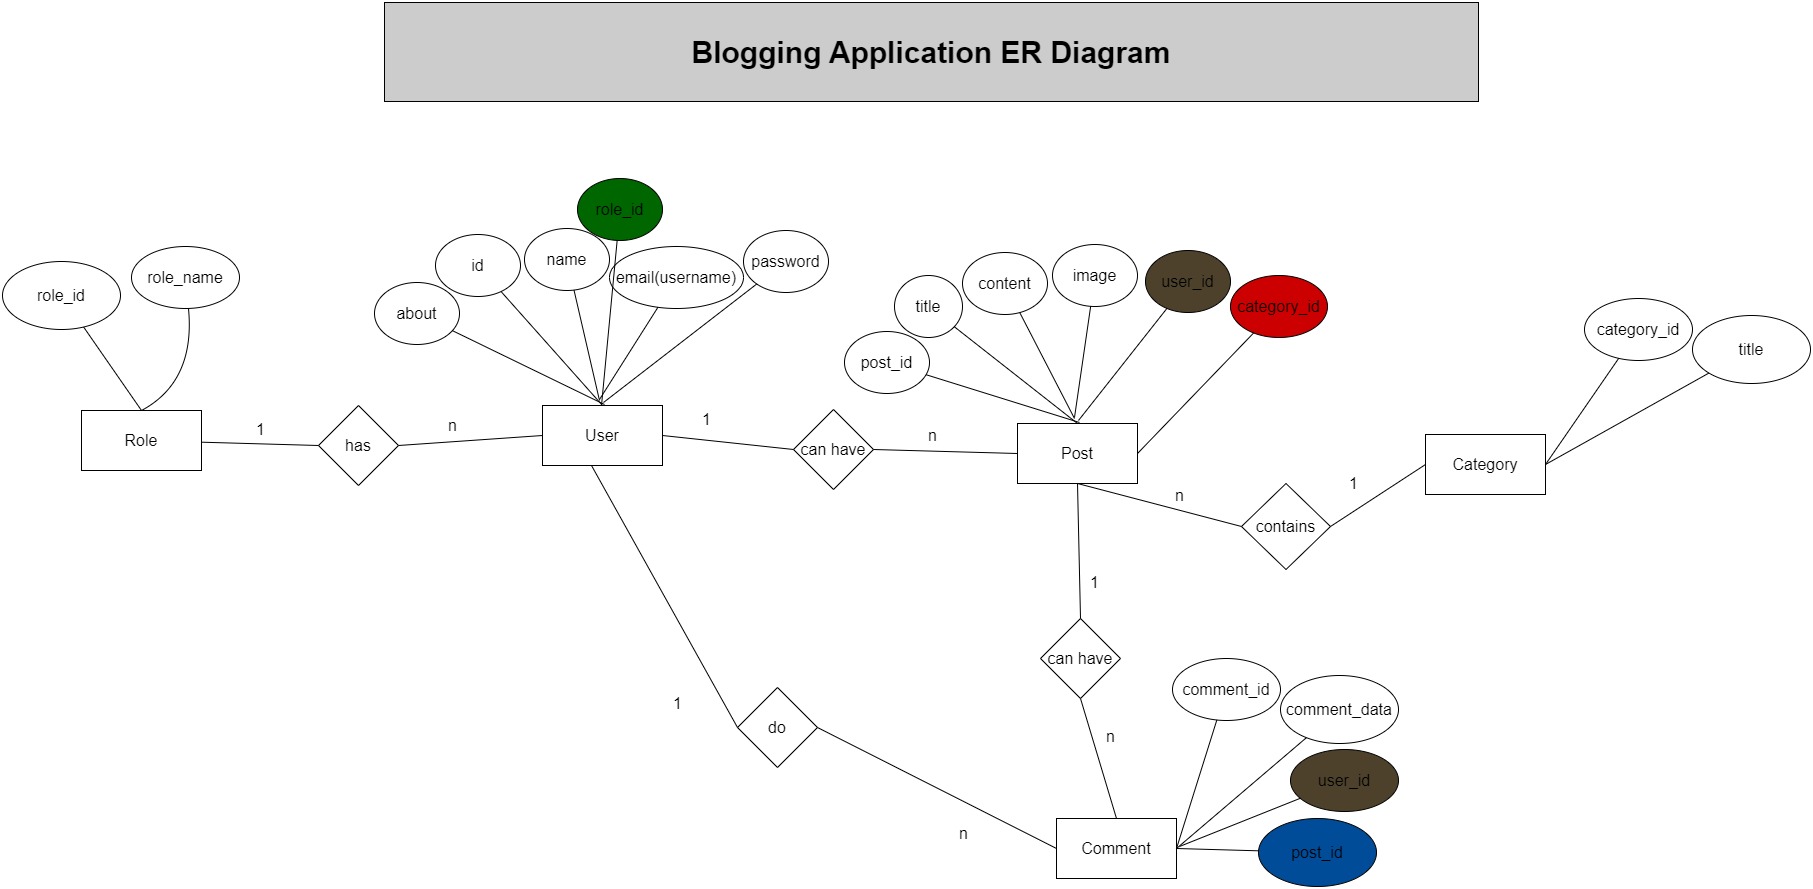 Blogging Application ER Diagram
role_id
role_name
about
id
name
role_id
email(username)
password
post_id
title
content
image
user_id
category_id
category_id
title
Role
1
has
n
User
1
can have
n
Post
n
contains
1
Category
1
can have
n
1
do
n
comment_id
comment_data
user_id
post_id
Comment